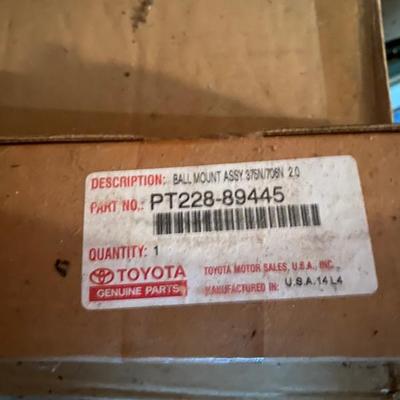 DESCRIPTION: BALL MOUNT ASSY 375N/706N 2.0
PART NO.: PT228-89445
QUANTITY: 1
TOYOTA
GENUINE PARTS
TOYOTA MOTOR SALES, U.S.A., INC.
MANUFACTURED IN: U.S.A. 14 L4